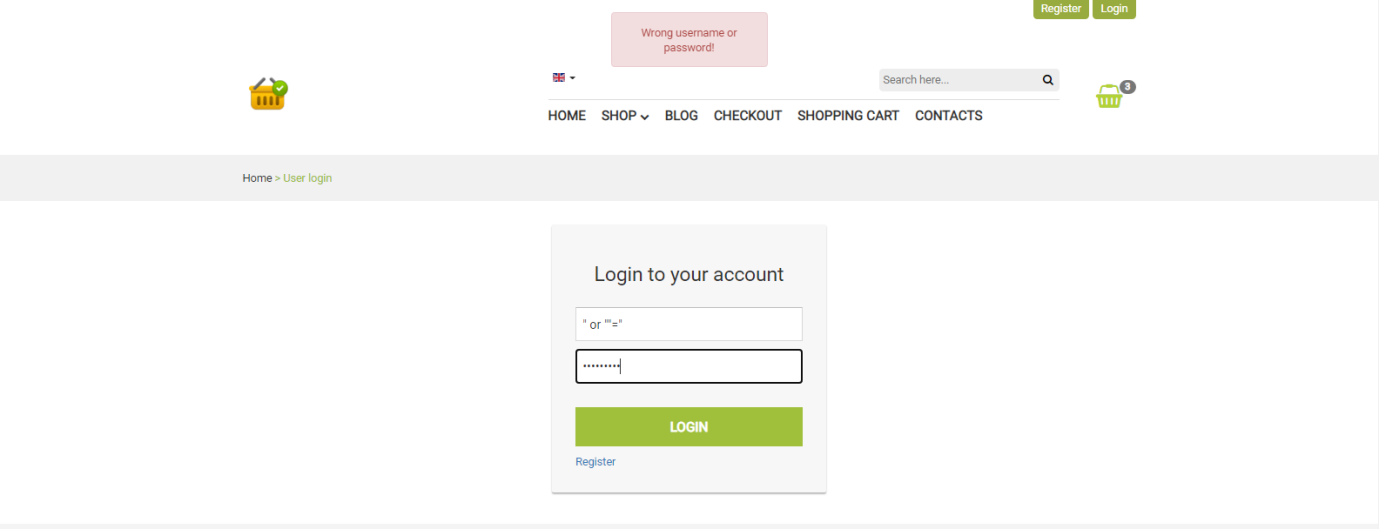 Register Login
Wrong username or
password!
Search here...
3
HOME SHOP BLOG CHECKOUT SHOPPING CART CONTACTS
Home > User login
Login to your account
" or ""="
•••••••••
LOGIN
Register